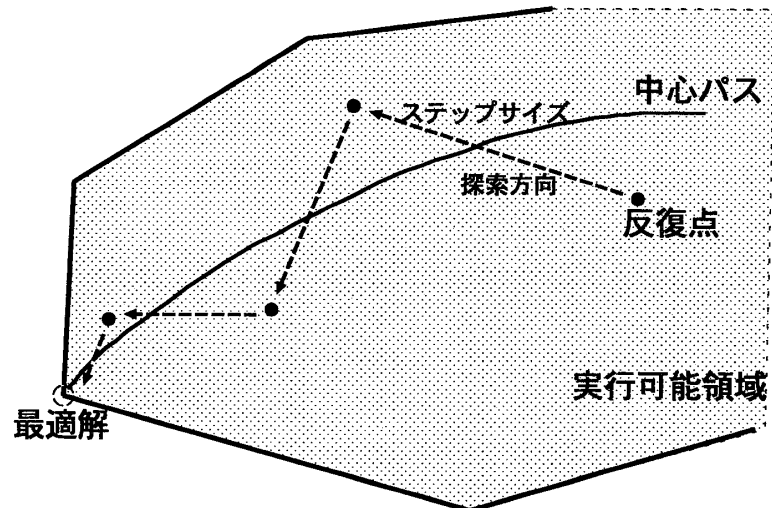 中心パス
ステップサイズ
探索方向
反復点
実行可能領域
最適解